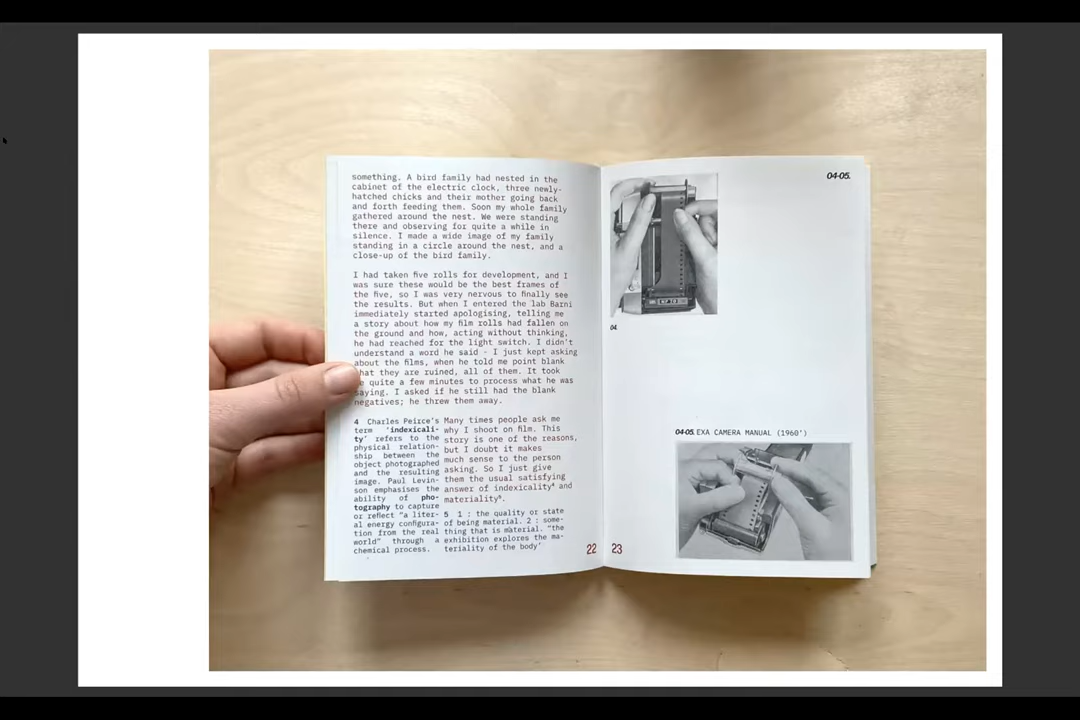 something. A bird family had nested in the
cabinet of the electric clock, three newly-
hatched chicks and their mother going back
and forth feeding them. Soon my whole family
gathered around the nest. We were standing
there and observing for quite a while in
silence. I made a wide image of my family
standing in a circle around the nest, and a
close-up of the bird family.
I had taken five rolls for development, and I
was sure these would be the best frames of
the five, so I was very nervous to finally see
the results. But when I entered the lab Barni
immediately started apologising, telling me
a story about how my film rolls had fallen on
the ground and how, acting without thinking,
he had reached for the light switch. I didn't
understand a word he said - I just kept asking
about the films, when he told me point blank
that they are ruined, all of them. It took
quite a few minutes to process what he was
saying. I asked if he still had the blank
negatives; he threw them away.
Many times people ask me
why I shoot on film. This
story is one of the reasons,
but I doubt it makes
much sense to the person
asking. So I just give
them the usual satisfying
answer of indexicality⁴ and
materiality⁵.
4 Charles Peirce's
term 'indexicali-
ty' refers to the
physical relation-
ship between the
object photographed
and the resulting
image. Paul Levin-
son emphasises the
ability of pho-
tography to capture
or reflect "a liter-
al energy configura-
tion from the real
world" through a
chemical process.
5 1 : the quality or state
of being material. 2 : some-
thing that is material. "the
exhibition explores the ma-
teriality of the body'
22
23
04-05.
04.
04-05. EXA CAMERA MANUAL (1960')